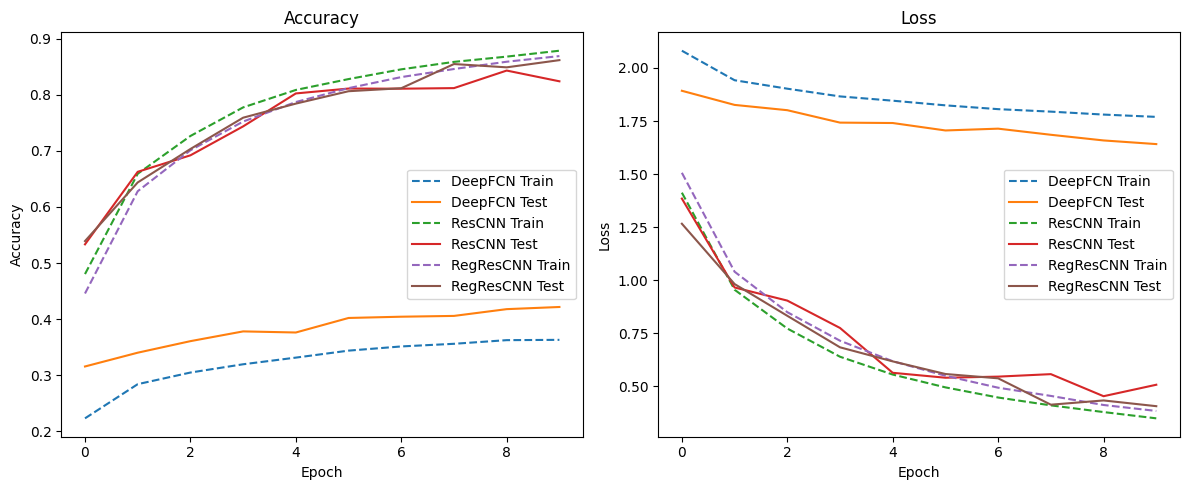 Accuracy
Accuracy
0.9
0.8
0.7
0.6
0.5
0.4
0.3
0.2
DeepFCN Train
DeepFCN Test
ResCNN Train
ResCNN Test
RegResCNN Train
RegResCNN Test
0 2 4 6 8
Epoch
Loss
Loss
2.00
1.75
1.50
1.25
1.00
0.75
0.50
DeepFCN Train
DeepFCN Test
ResCNN Train
ResCNN Test
RegResCNN Train
RegResCNN Test
0 2 4 6 8
Epoch